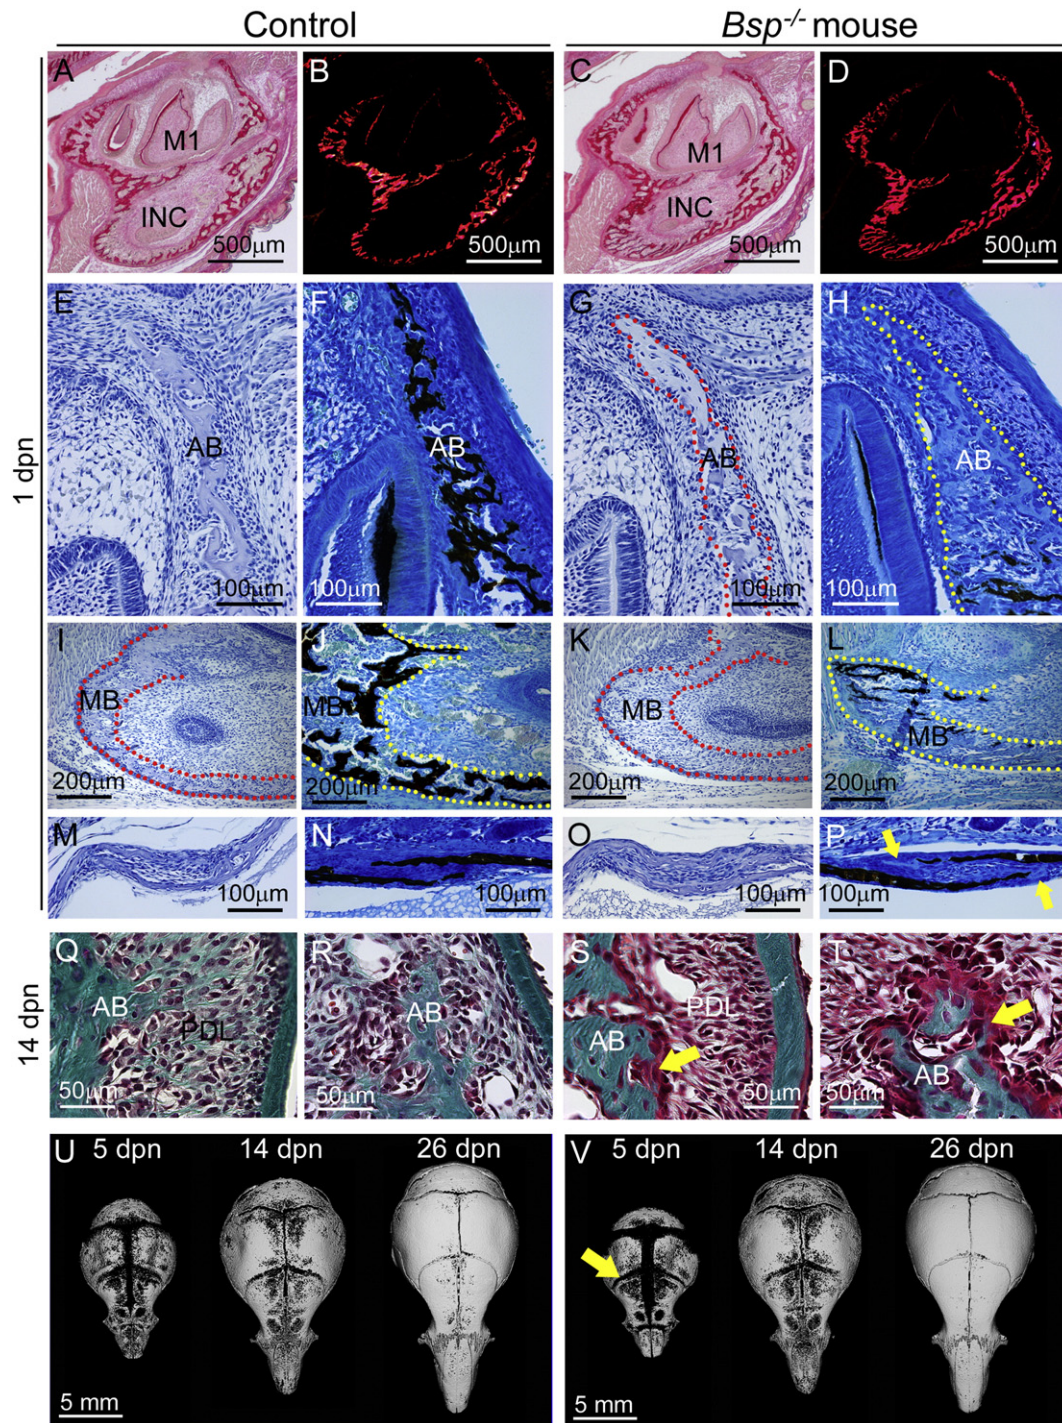 Control
Bsp-/- mouse
1 dpn
A
M1
INC
500μm
B
500μm
C
M1
INC
500μm
D
500μm
E
AB
100μm
F
AB
100μm
G
AB
100μm
H
AB
100μm
I
MB
200μm
J
MB
200μm
K
MB
200μm
L
MB
200μm
M
100μm
N
100μm
O
100μm
P
100μm
14 dpn
Q
AB
PDL
50μm
R
AB
50μm
S
PDL
AB
50μm
T
AB
50μm
U
5 dpn
14 dpn
26 dpn
5 mm
V
5 dpn
14 dpn
26 dpn
5 mm